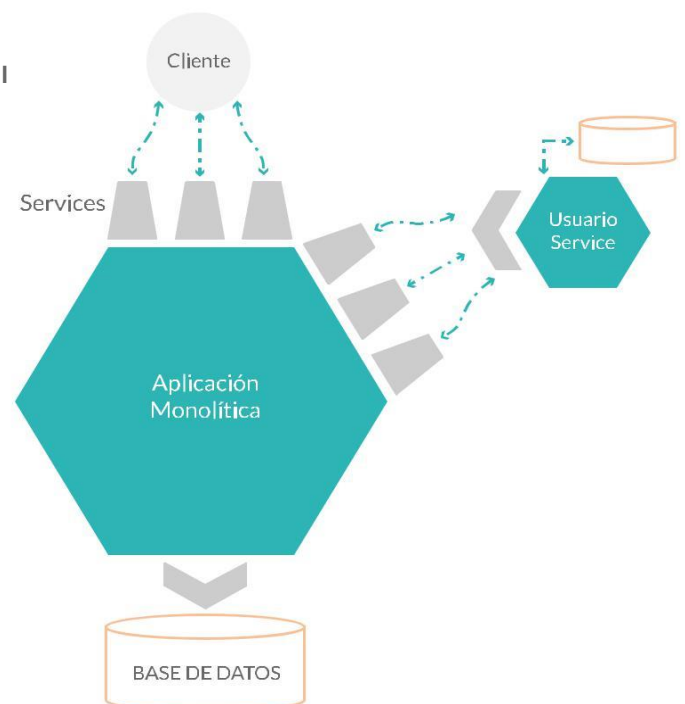 Cliente
l
Services
Usuario
Service
Aplicación
Monolítica
BASE DE DATOS